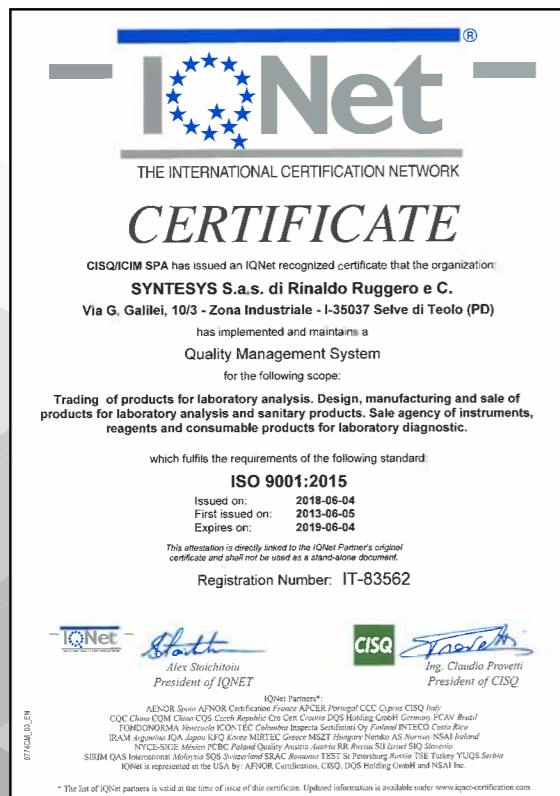 IQNet®
THE INTERNATIONAL CERTIFICATION NETWORK
CERTIFICATE
CISQ/ICIM SPA has issued an IQNet recognized certificate that the organization:
SYNTESYS S.a.s. di Rinaldo Ruggero e C.
Via G. Galilei, 10/3 - Zona Industriale - I-35037 Selve di Teolo (PD)
has implemented and maintains a
Quality Management System
for the following scope:
Trading of products for laboratory analysis. Design, manufacturing and sale of
products for laboratory analysis and sanitary products. Sale agency of instruments,
reagents and consumable products for laboratory diagnostic.
which fulfils the requirements of the following standard:
ISO 9001:2015
Issued on: 2018-06-04
First issued on: 2013-06-05
Expires on: 2019-06-04
This attestation is directly linked to the IQNet Partner's original
certificate and shall not be used as a stand-alone document.
Registration Number: IT-83562
IQNet
CISQ
Alex Stoichitoiu
President of IQNET
Ing. Claudio Provetti
President of CISQ
IQNet Partners*:
AENOR Spain AFNOR Certification France APCER Portugal CCC Cyprus CISQ Italy
CQC China CQM China CQS Czech Republic Cro Cert Croatia DQS Holding GmbH Germany FCAV Brazil
FONDONORMA Venezuela ICONTEC Colombia Inspecta Sertifiointi Oy Finland INTECO Costa Rica
IRAM Argentina JQA Japan KFQ Korea MIRTEC Greece MSZT Hungary Nemko AS Norway NSAI Ireland
NYCE-SIGE México PCBC Poland Quality Austria Austria RR Russia SII Israel SIQ Slovenia
SIRIM QAS International Malaysia SQS Switzerland SRAC Romania TEST St Petersburg Russia TSE Turkey YUQS Serbia
IQNet is represented in the USA by: AFNOR Certification, CISQ, DQS Holding GmbH and NSAI Inc.
* The list of IQNet partners is valid at the time of issue of this certificate. Updated information is available under www.iqnet-certification.com